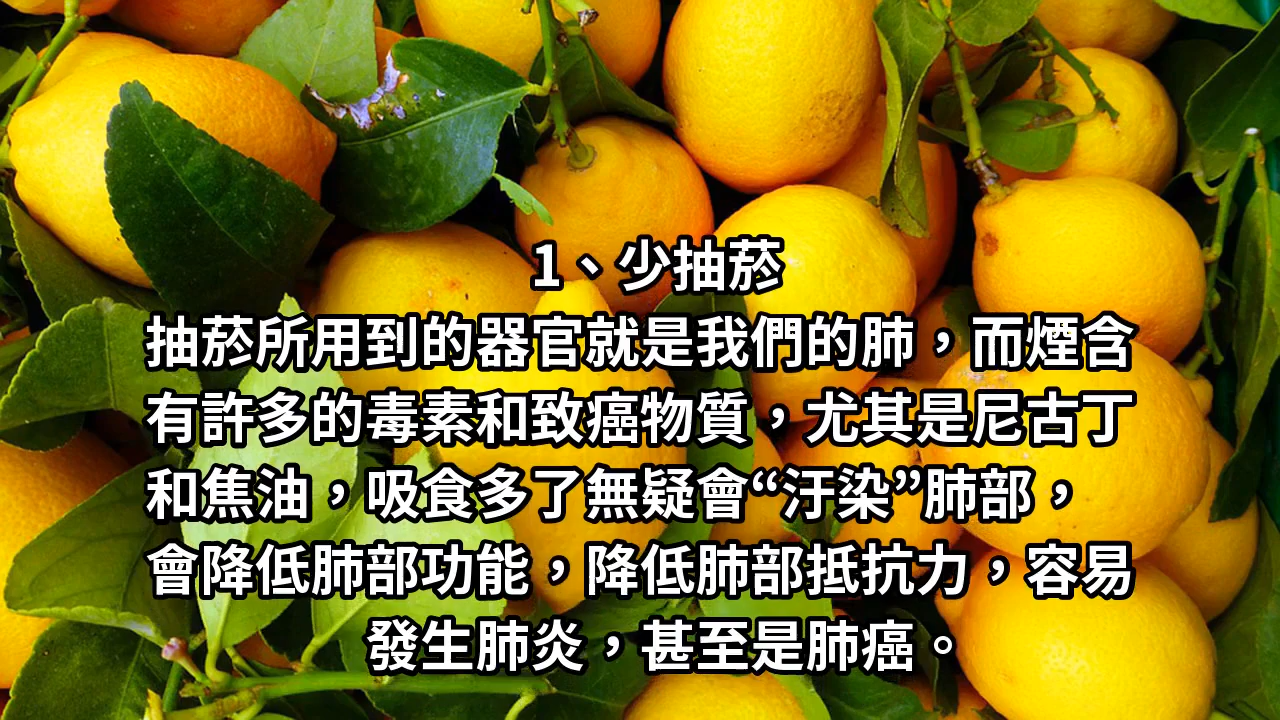 1、少抽菸
抽菸所用到的器官就是我們的肺，而煙含
有許多的毒素和致癌物質，尤其是尼古丁
和焦油，吸食多了無疑會“汙染”肺部，
會降低肺部功能，降低肺部抵抗力，容易
發生肺炎，甚至是肺癌。